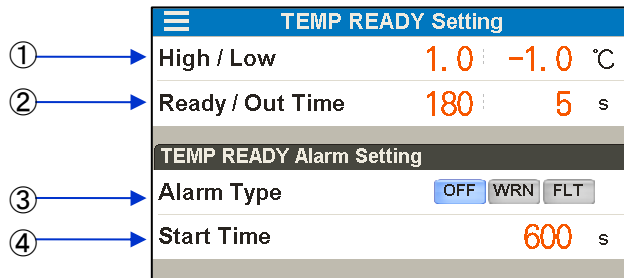 TEMP READY Setting
① High / Low 1.0 -1.0 ℃
② Ready / Out Time 180 5 s
TEMP READY Alarm Setting
③ Alarm Type OFF WRN FLT
④ Start Time 600 s